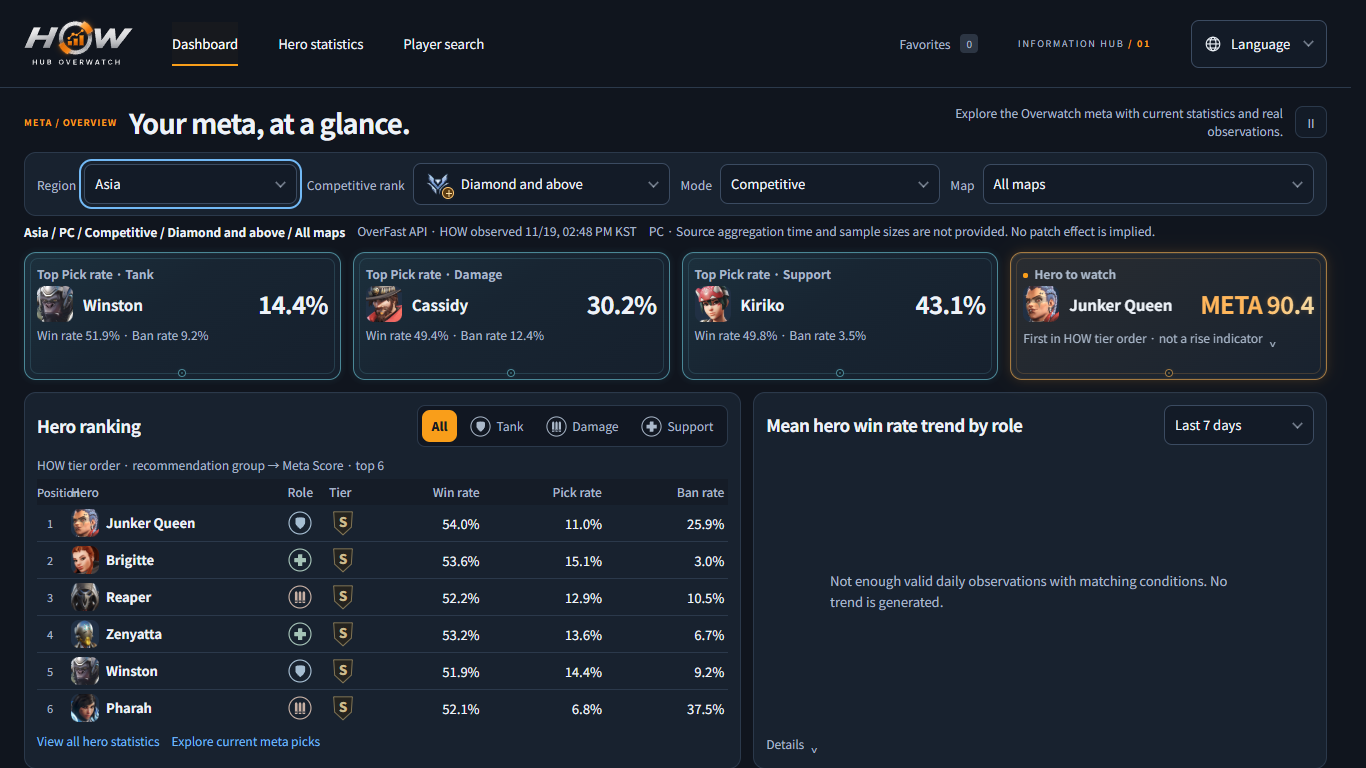 HOW
HUB OVERWATCH
Dashboard
Hero statistics
Player search
Favorites 0
INFORMATION HUB / 01
Language
META / OVERVIEW
Your meta, at a glance.
Explore the Overwatch meta with current statistics and real
observations.
Region
Asia
Competitive rank
Diamond and above
Mode
Competitive
Map
All maps
Asia / PC / Competitive / Diamond and above / All maps
OverFast API · HOW observed 11/19, 02:48 PM KST
PC · Source aggregation time and sample sizes are not provided. No patch effect is implied.
Top Pick rate · Tank
Winston 14.4%
Win rate 51.9% · Ban rate 9.2%
Top Pick rate · Damage
Cassidy 30.2%
Win rate 49.4% · Ban rate 12.4%
Top Pick rate · Support
Kiriko 43.1%
Win rate 49.8% · Ban rate 3.5%
Hero to watch
Junker Queen META 90.4
First in HOW tier order · not a rise indicator
Hero ranking
All
Tank
Damage
Support
HOW tier order · recommendation group → Meta Score · top 6
Position Hero Role Tier Win rate Pick rate Ban rate
1 Junker Queen S 54.0% 11.0% 25.9%
2 Brigitte S 53.6% 15.1% 3.0%
3 Reaper S 52.2% 12.9% 10.5%
4 Zenyatta S 53.2% 13.6% 6.7%
5 Winston S 51.9% 14.4% 9.2%
6 Pharah S 52.1% 6.8% 37.5%
View all hero statistics
Explore current meta picks
Mean hero win rate trend by role
Last 7 days
Not enough valid daily observations with matching conditions. No
trend is generated.
Details